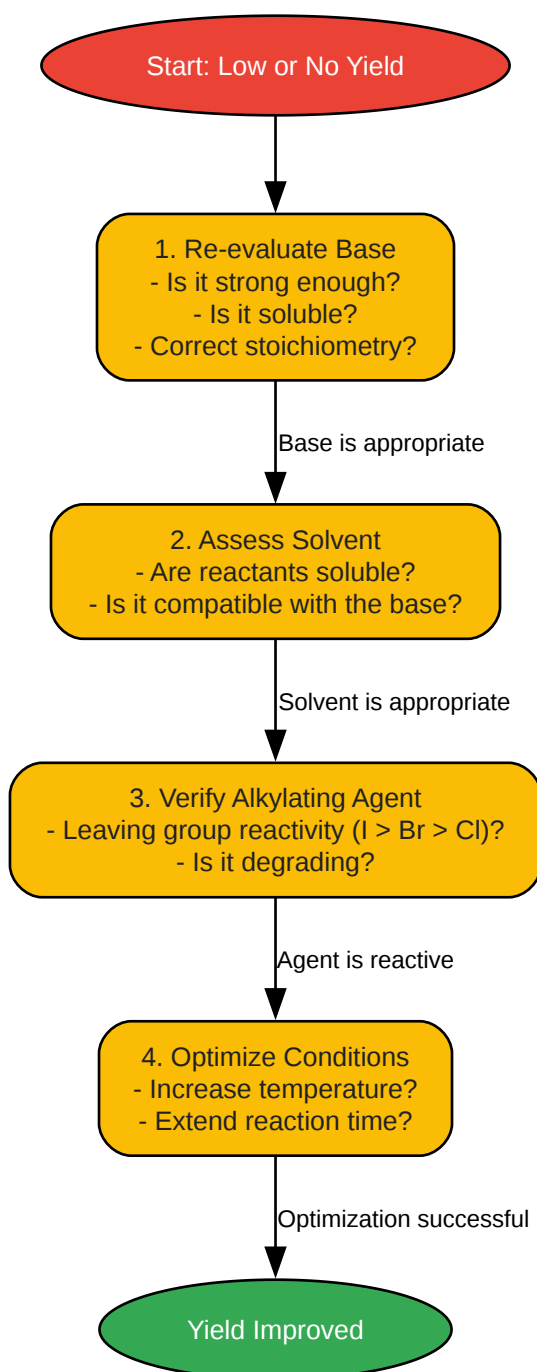 Start: Low or No Yield
1. Re-evaluate Base
- Is it strong enough?
- Is it soluble?
- Correct stoichiometry?
Base is appropriate
2. Assess Solvent
- Are reactants soluble?
- Is it compatible with the base?
Solvent is appropriate
3. Verify Alkylating Agent
- Leaving group reactivity (I > Br > Cl)?
- Is it degrading?
Agent is reactive
4. Optimize Conditions
- Increase temperature?
- Extend reaction time?
Optimization successful
Yield Improved